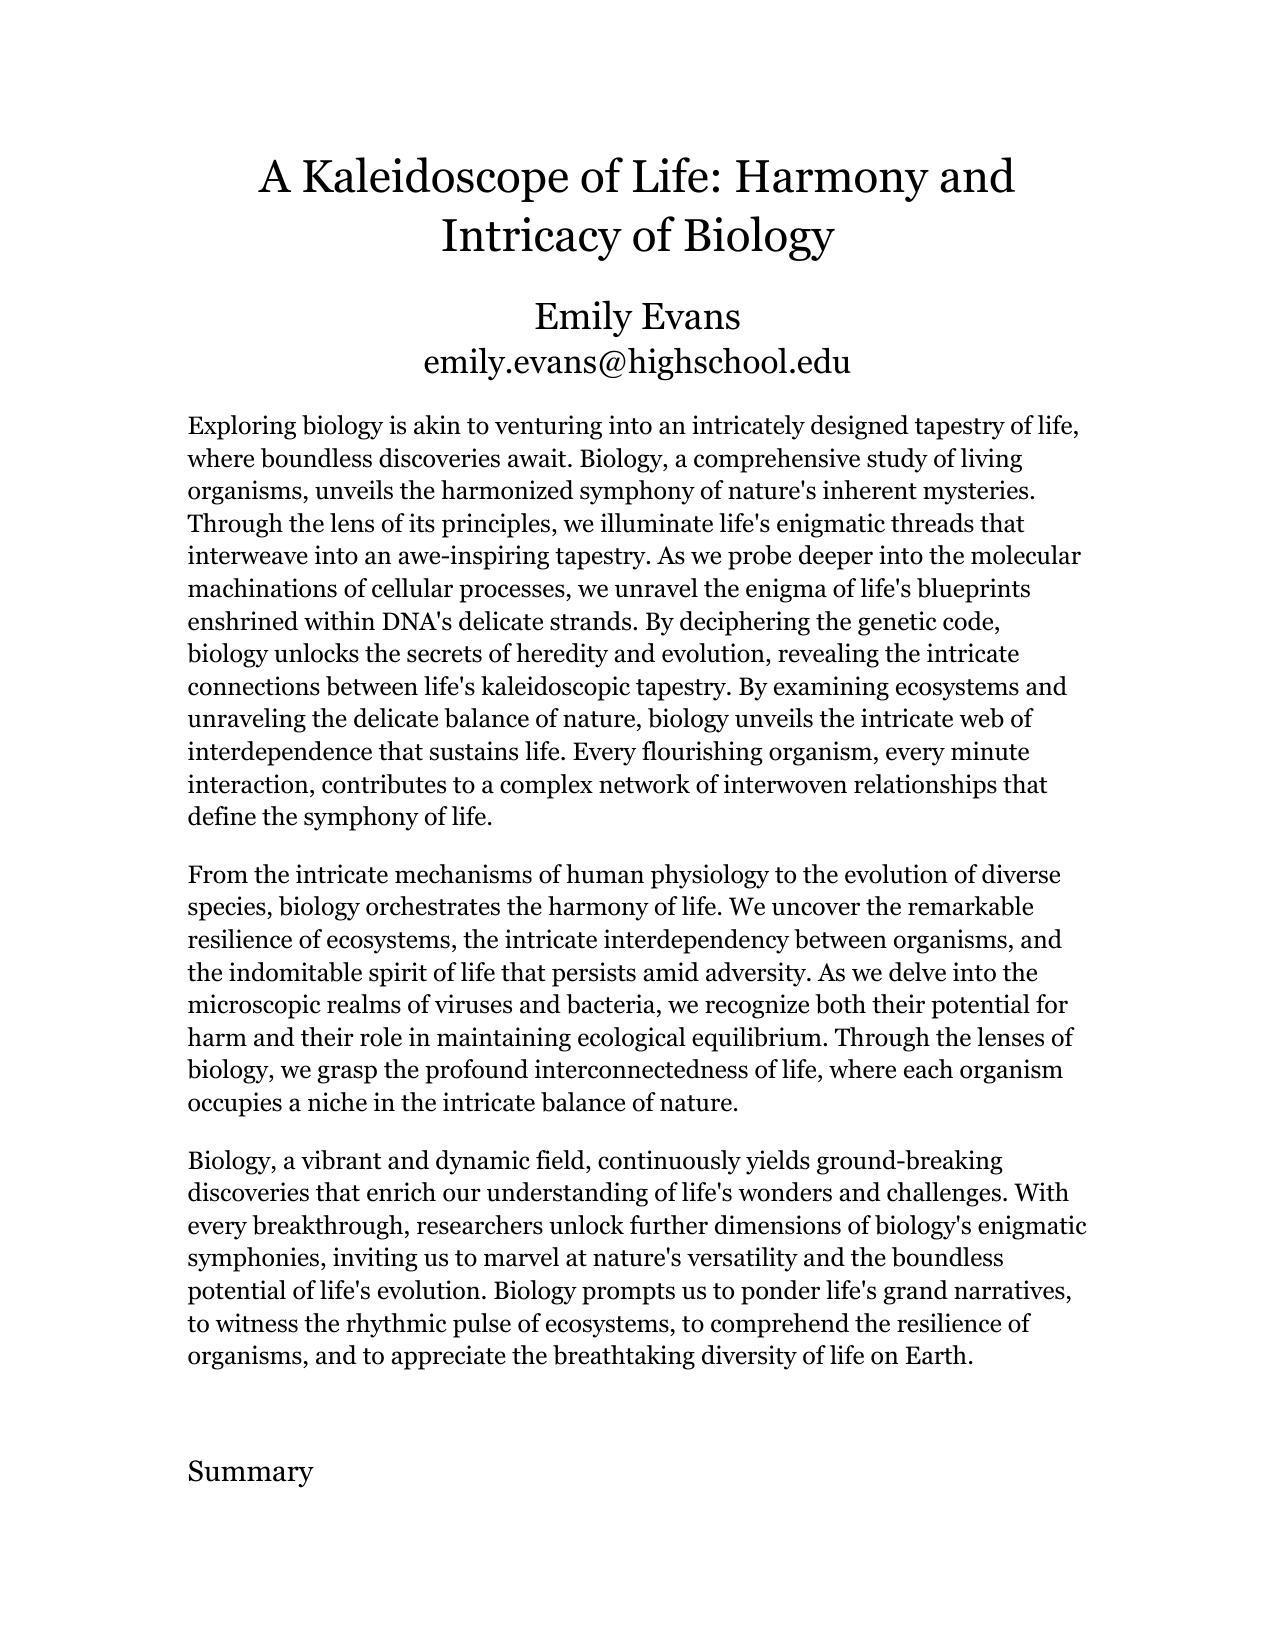 A Kaleidoscope of Life: Harmony and
Intricacy of Biology
Emily Evans
emily.evans@highschool.edu
Exploring biology is akin to venturing into an intricately designed tapestry of life,
where boundless discoveries await. Biology, a comprehensive study of living
organisms, unveils the harmonized symphony of nature's inherent mysteries.
Through the lens of its principles, we illuminate life's enigmatic threads that
interweave into an awe-inspiring tapestry. As we probe deeper into the molecular
machinations of cellular processes, we unravel the enigma of life's blueprints
enshrined within DNA's delicate strands. By deciphering the genetic code,
biology unlocks the secrets of heredity and evolution, revealing the intricate
connections between life's kaleidoscopic tapestry. By examining ecosystems and
unraveling the delicate balance of nature, biology unveils the intricate web of
interdependence that sustains life. Every flourishing organism, every minute
interaction, contributes to a complex network of interwoven relationships that
define the symphony of life.
From the intricate mechanisms of human physiology to the evolution of diverse
species, biology orchestrates the harmony of life. We uncover the remarkable
resilience of ecosystems, the intricate interdependency between organisms, and
the indomitable spirit of life that persists amid adversity. As we delve into the
microscopic realms of viruses and bacteria, we recognize both their potential for
harm and their role in maintaining ecological equilibrium. Through the lenses of
biology, we grasp the profound interconnectedness of life, where each organism
occupies a niche in the intricate balance of nature.
Biology, a vibrant and dynamic field, continuously yields ground-breaking
discoveries that enrich our understanding of life's wonders and challenges. With
every breakthrough, researchers unlock further dimensions of biology's enigmatic
symphonies, inviting us to marvel at nature's versatility and the boundless
potential of life's evolution. Biology prompts us to ponder life's grand narratives,
to witness the rhythmic pulse of ecosystems, to comprehend the resilience of
organisms, and to appreciate the breathtaking diversity of life on Earth.
Summary